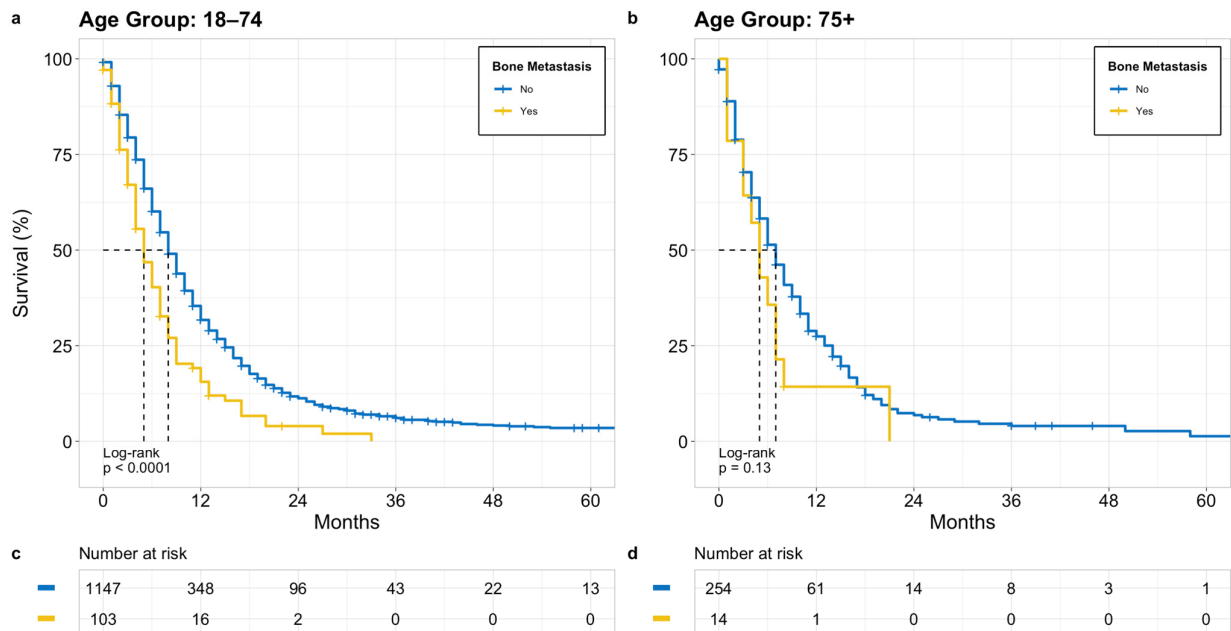 a
Age Group: 18–74
100
75
50
25
0
Survival (%)
Bone Metastasis
No
Yes
Log-rank
p < 0.0001
0 12 24 36 48 60
Months
b
Age Group: 75+
100
75
50
25
0
Bone Metastasis
No
Yes
Log-rank
p = 0.13
0 12 24 36 48 60
Months
c
Number at risk
1147 348 96 43 22 13
103 16 2 0 0 0
d
Number at risk
254 61 14 8 3 1
14 1 0 0 0 0